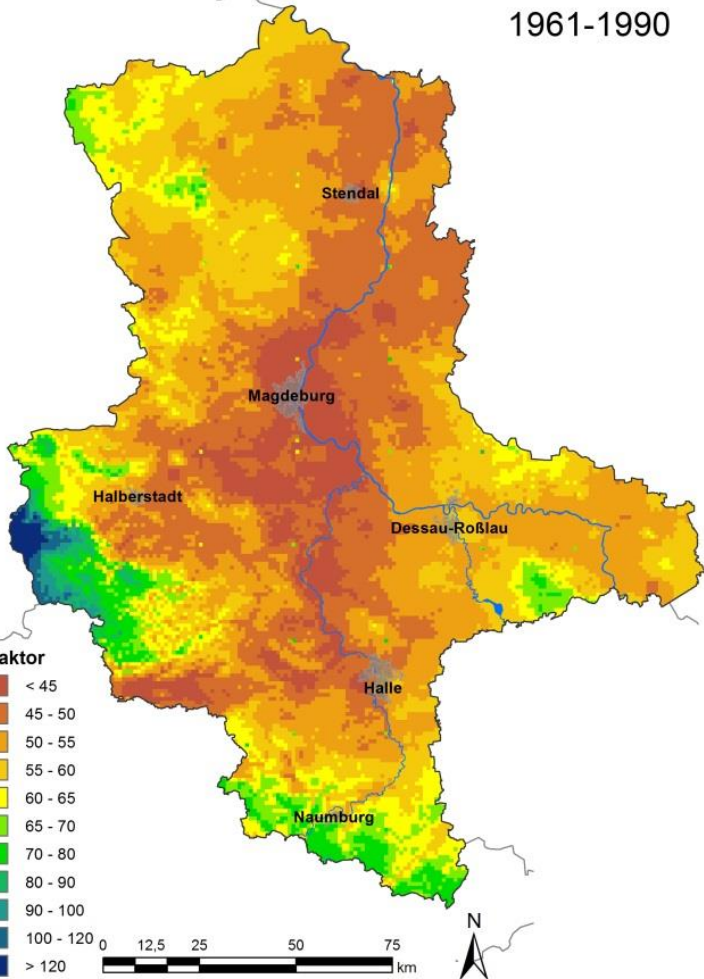 1961-1990
Stendal
Magdeburg
Halberstadt
Dessau-Roßlau
Halle
Naumburg
aktor
< 45
45 - 50
50 - 55
55 - 60
60 - 65
65 - 70
70 - 80
80 - 90
90 - 100
100 - 120
> 120
0 12,5 25 50 75
km
N